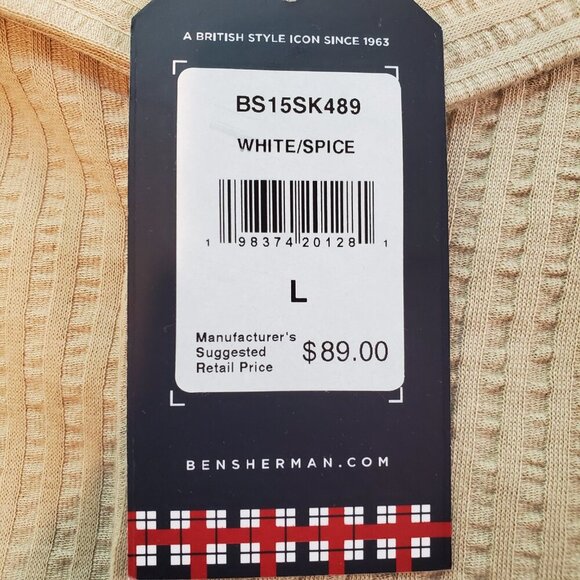 A BRITISH STYLE ICON SINCE 1963
BS15SK489
WHITE/SPICE
1 98374 20128 1
L
Manufacturer's
Suggested
Retail Price $89.00
BENSHERMAN.COM